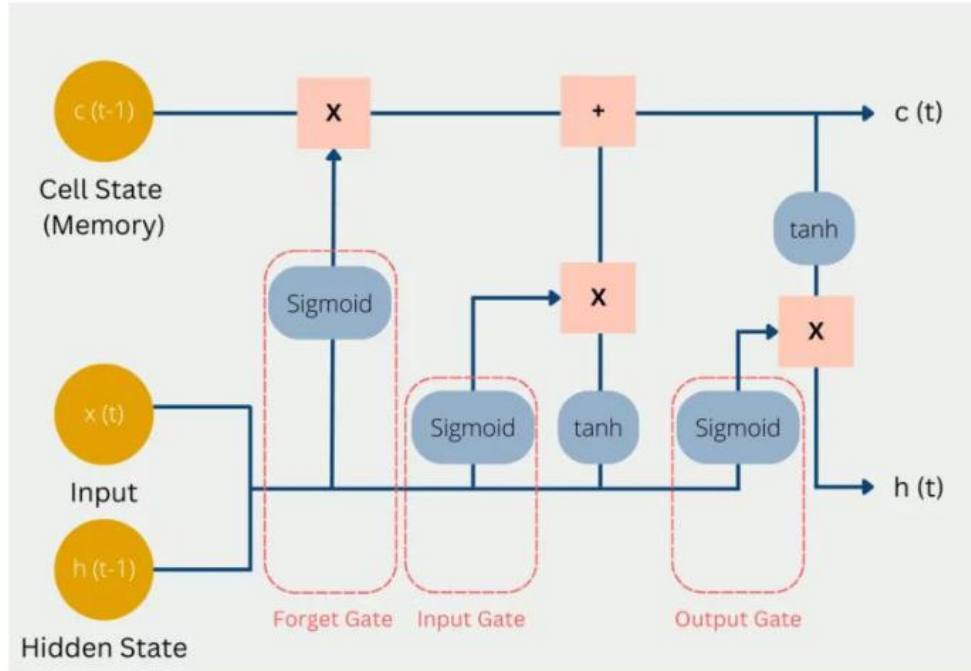 c (t-1)
X
+
c (t)
Cell State
(Memory)
tanh
Sigmoid
X
X
x (t)
Sigmoid
tanh
Sigmoid
Input
h (t)
h (t-1)
Forget Gate
Input Gate
Output Gate
Hidden State